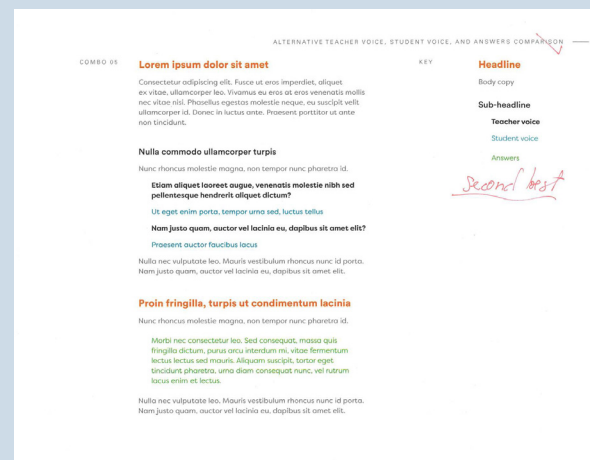 ALTERNATIVE TEACHER VOICE, STUDENT VOICE, AND ANSWERS COMPARISON
COMBO 05
Lorem ipsum dolor sit amet
Consectetur adipiscing elit. Fusce ut eros imperdiet, aliquet
ex vitae, ullamcorper leo. Vivamus eu eros at eros venenatis mollis
nec vitae nisi. Phasellus egestas molestie neque, eu suscipit velit
ullamcorper id. Donec in luctus ante. Praesent porttitor ut ante
non tincidunt.
Nulla commodo ullamcorper turpis
Nunc rhoncus molestie magna, non tempor nunc pharetra id.
Etiam aliquet laoreet augue, venenatis molestie nibh sed
pellentesque hendrerit aliquet dictum?
Ut eget enim porta, tempor urna sed, luctus tellus
Nam justo quam, auctor vel lacinia eu, dapibus sit amet elit?
Praesent auctor faucibus lacus
Nulla nec vulputate leo. Mauris vestibulum rhoncus nunc id porta.
Nam justo quam, auctor vel lacinia eu, dapibus sit amet elit.
Proin fringilla, turpis ut condimentum lacinia
Nunc rhoncus molestie magna, non tempor nunc pharetra id.
Morbi nec consectetur leo. Sed consequat, massa quis
fringilla dictum, purus arcu interdum mi, vitae fermentum
lectus lectus sed mauris. Aliquam suscipit, tortor eget
tincidunt pharetra, urna diam consequat nunc, vel rutrum
lacus enim et lectus.
Nulla nec vulputate leo. Mauris vestibulum rhoncus nunc id porta.
Nam justo quam, auctor vel lacinia eu, dapibus sit amet elit.
KEY
Headline
Body copy
Sub-headline
Teacher voice
Student voice
Answers
Second best